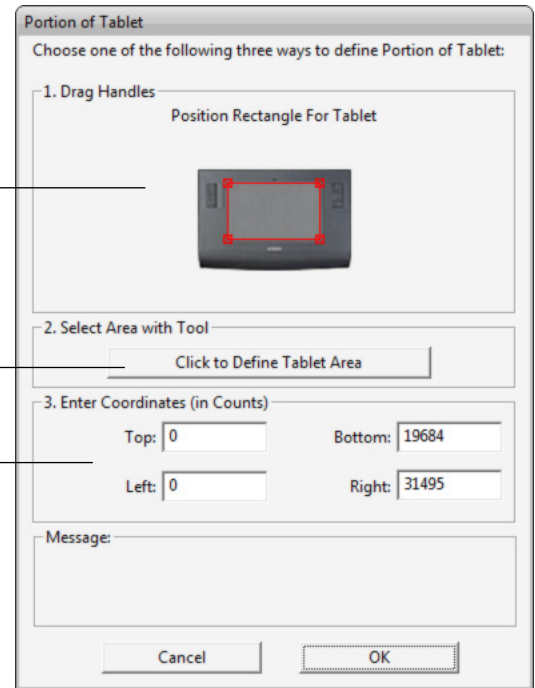 Portion of Tablet
Choose one of the following three ways to define Portion of Tablet:
1. Drag Handles
Position Rectangle For Tablet
2. Select Area with Tool
Click to Define Tablet Area
3. Enter Coordinates (in Counts)
Top: 0 Bottom: 19684
Left: 0 Right: 31495
Message:
Cancel OK